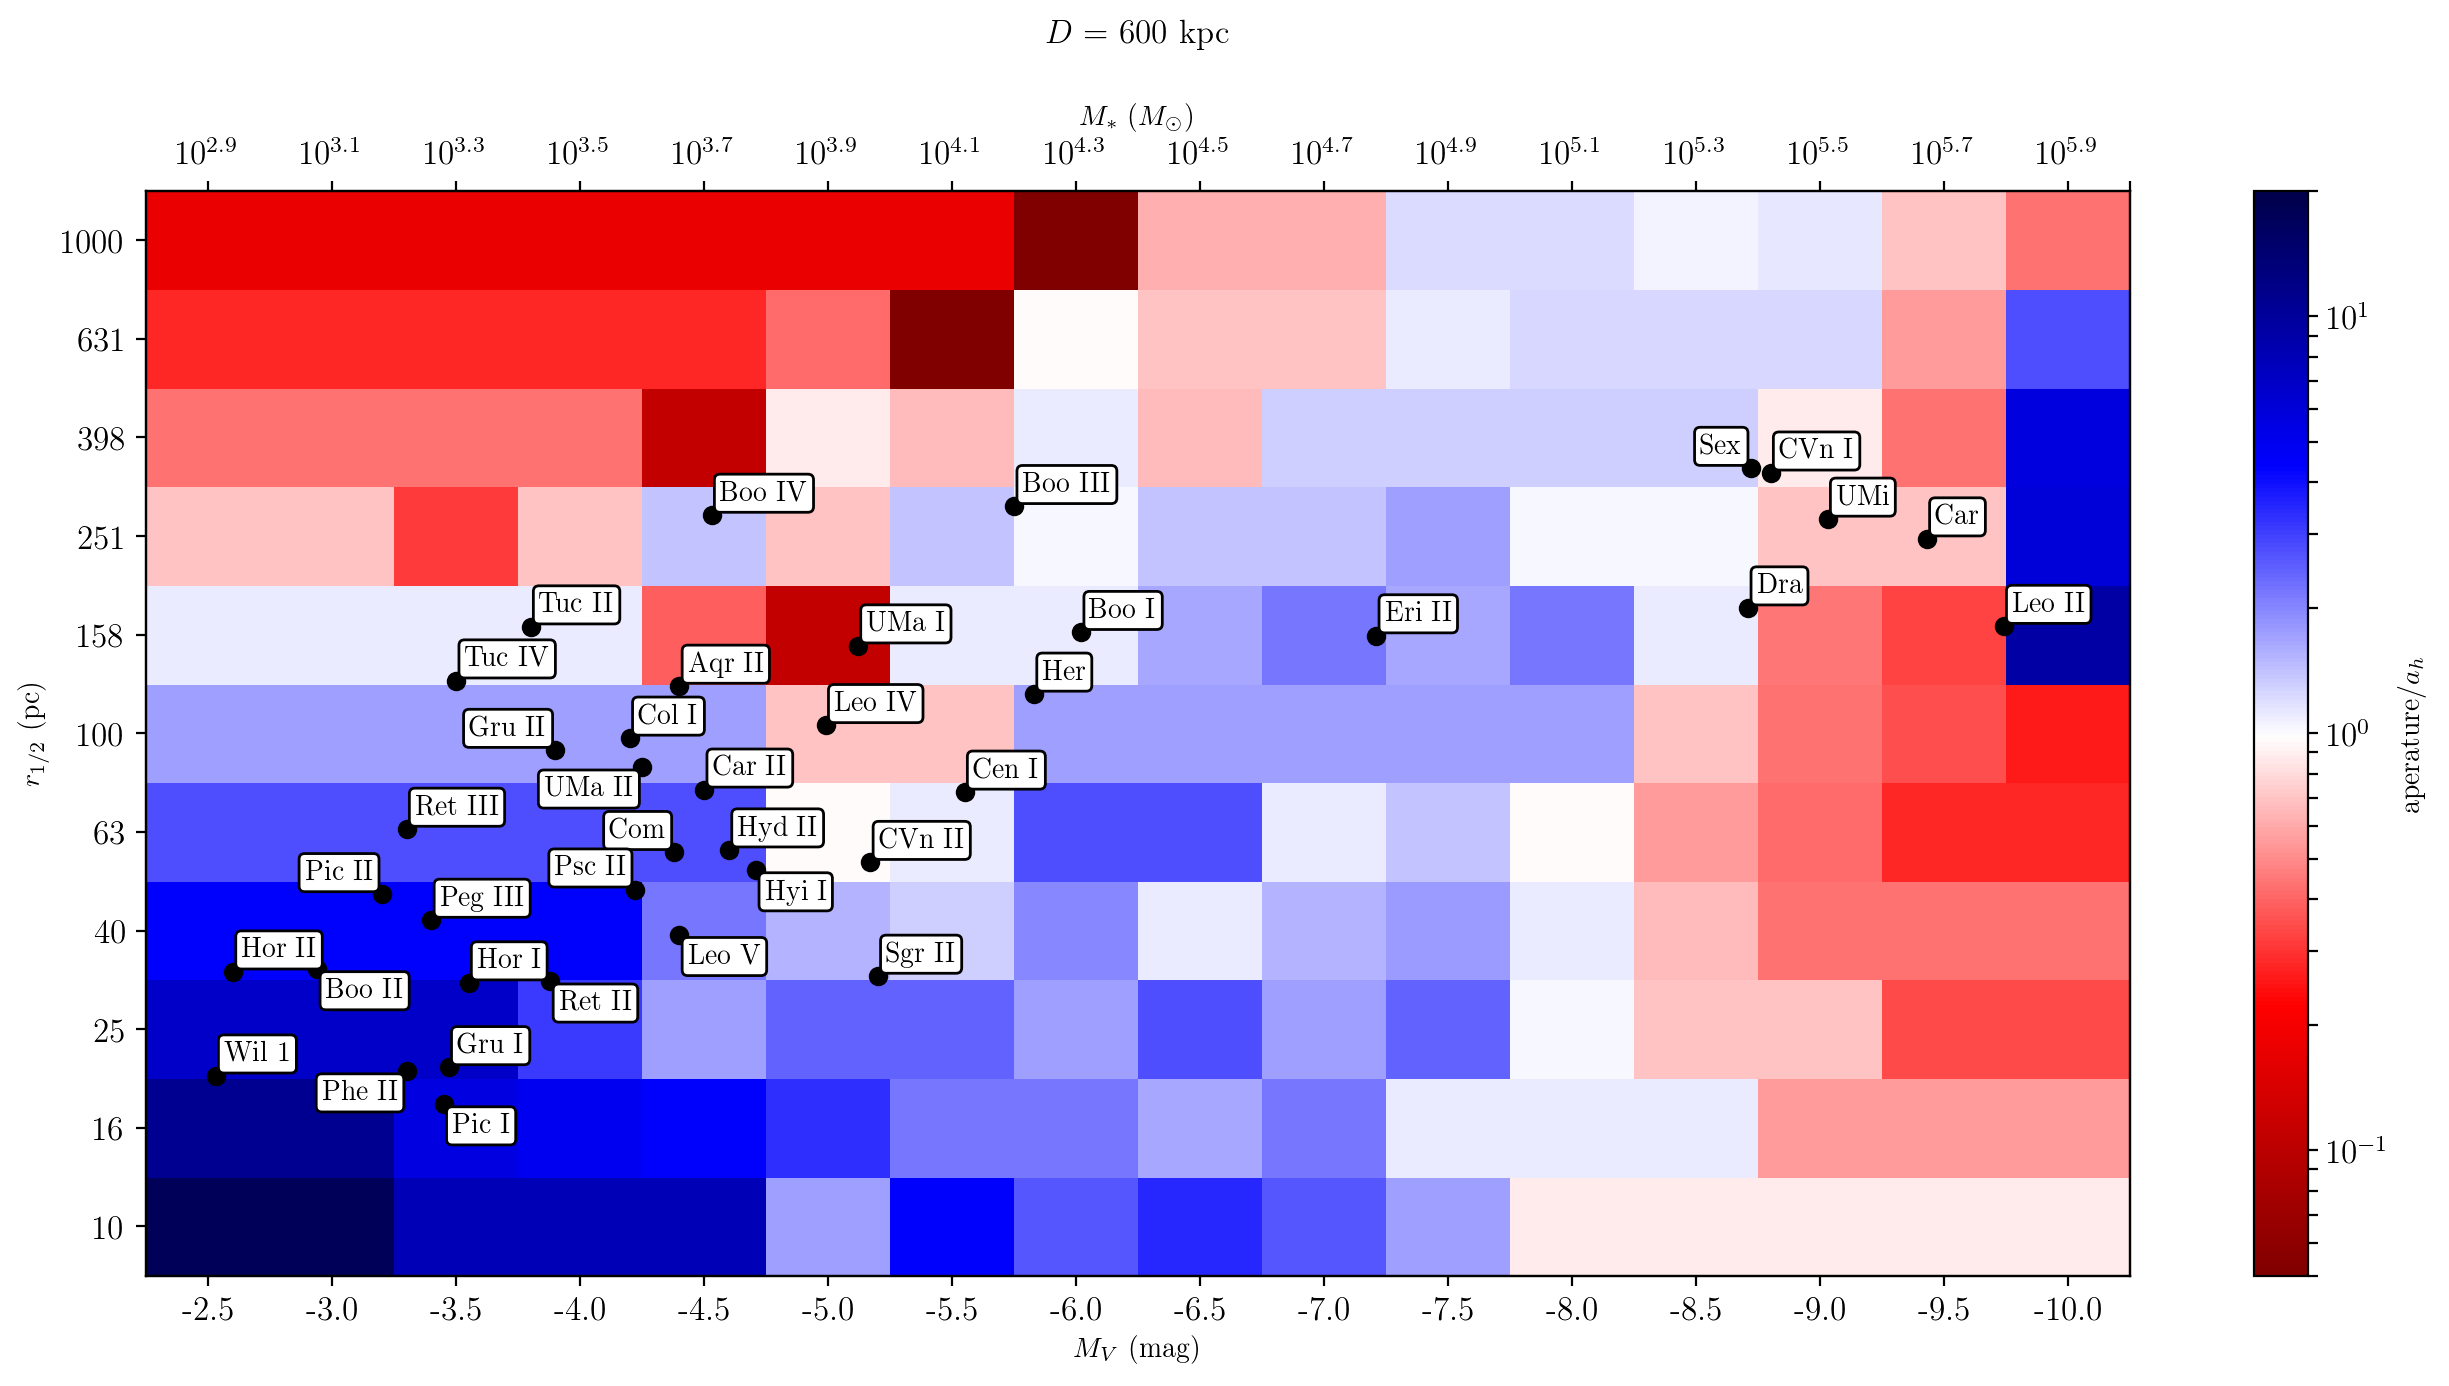 D = 600 kpc
M* (M⊙)
10^2.9 10^3.1 10^3.3 10^3.5 10^3.7 10^3.9 10^4.1 10^4.3 10^4.5 10^4.8 10^4.9 10^5.1 10^5.3 10^5.5 10^5.7 10^5.9
1000
631
398
251
158
100
63
40
25
16
10
r1/2 (pc)
Sex
CVn I
Boo IV
Boo III
UMi
Car
Dra
Tuc II
Leo II
Boo I
Eri II
UMa I
Tuc IV
Aqr II
Her
Leo IV
Col I
Gru II
Car II
Cen I
UMa II
Ret III
Com
Hyd II
CVn II
Psc II
Pic II
Hyi I
Peg III
Hor II
Hor I
Leo V
Sgr II
Boo II
Ret II
Gru I
Wil 1
Phe II
Pic I
-2.5 -3.0 -3.5 -4.0 -4.5 -5.0 -5.5 -6.0 -6.5 -7.0 -7.5 -8.0 -8.5 -9.0 -9.5 -10.0
MV (mag)
10^1
10^0
10^−1
aperature/ah